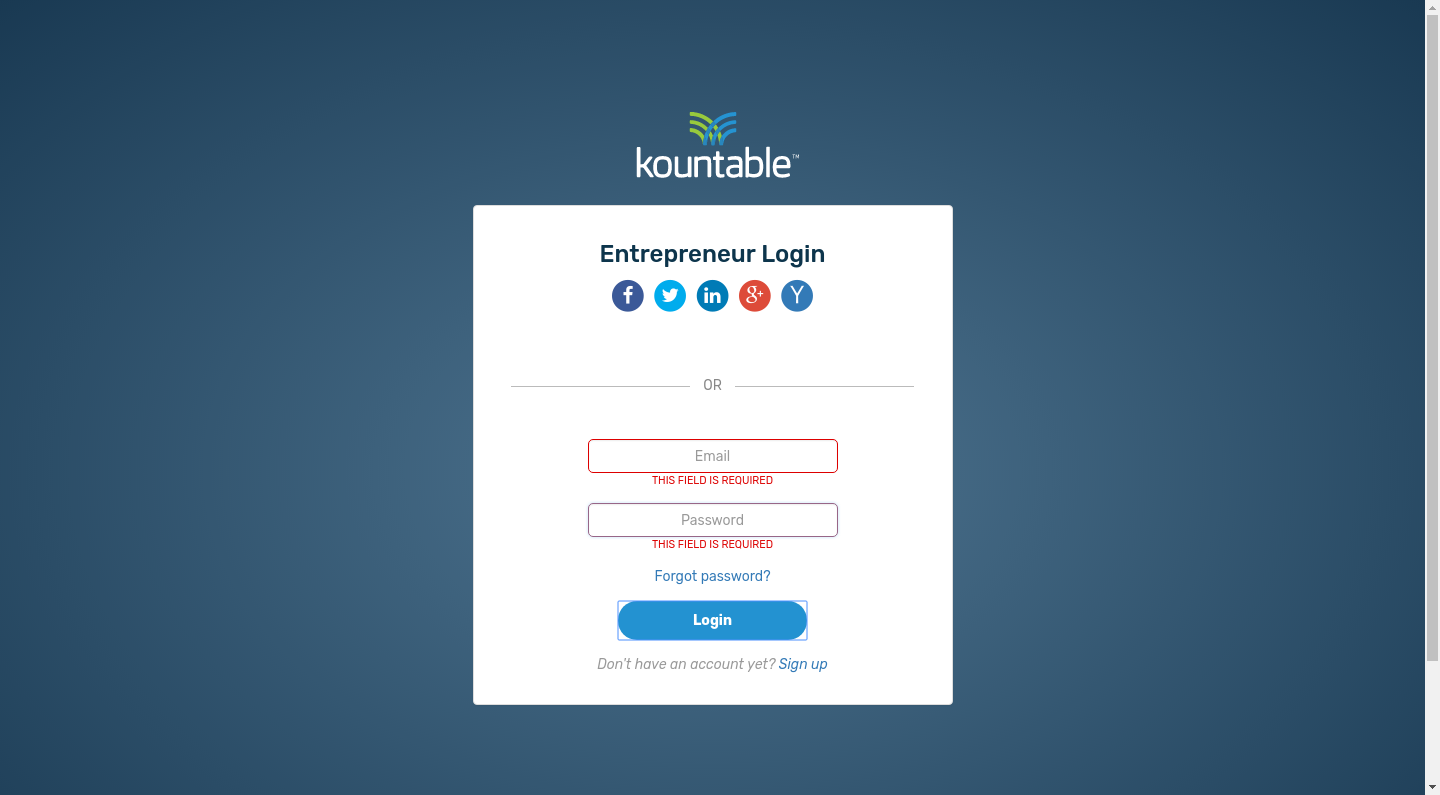 kountable™
Entrepreneur Login
OR
Email
THIS FIELD IS REQUIRED
Password
THIS FIELD IS REQUIRED
Forgot password?
Login
Don't have an account yet? Sign up